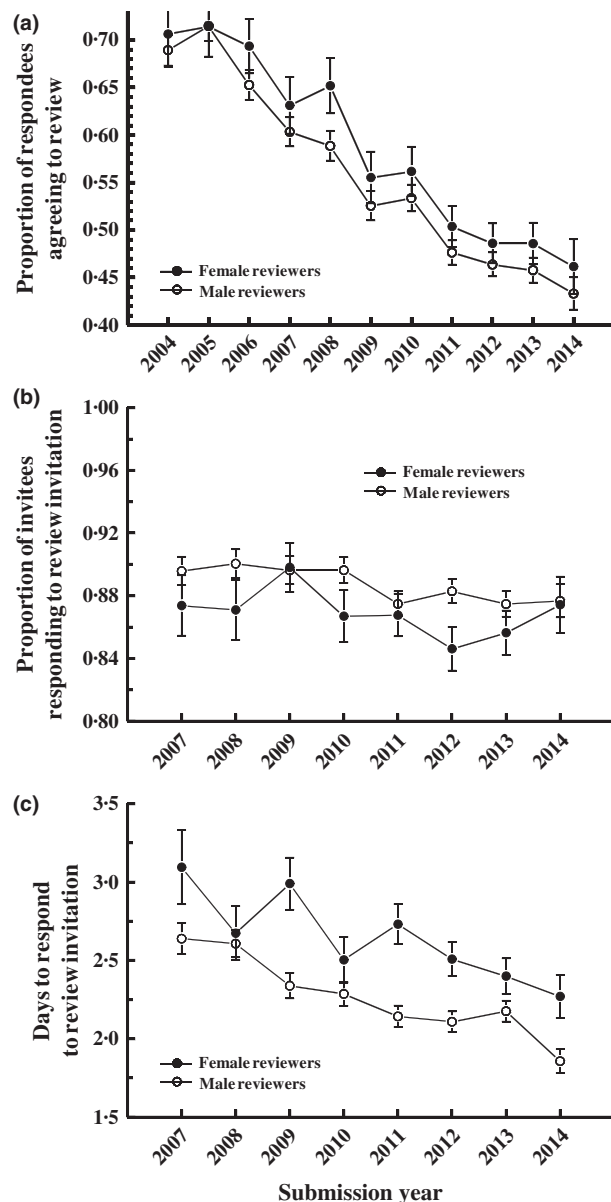 (a)
Proportion of respondees
agreeing to review
0·70
0·65
0·60
0·55
0·50
0·45
0·40
Female reviewers
Male reviewers
2004
2005
2006
2007
2008
2009
2010
2011
2012
2013
2014
(b)
Proportion of invitees
responding to review invitation
1·00
0·96
0·92
0·88
0·84
0·80
Female reviewers
Male reviewers
2007
2008
2009
2010
2011
2012
2013
2014
(c)
Days to respond
to review invitation
3·5
3·0
2·5
2·0
1·5
Female reviewers
Male reviewers
2007
2008
2009
2010
2011
2012
2013
2014
Submission year